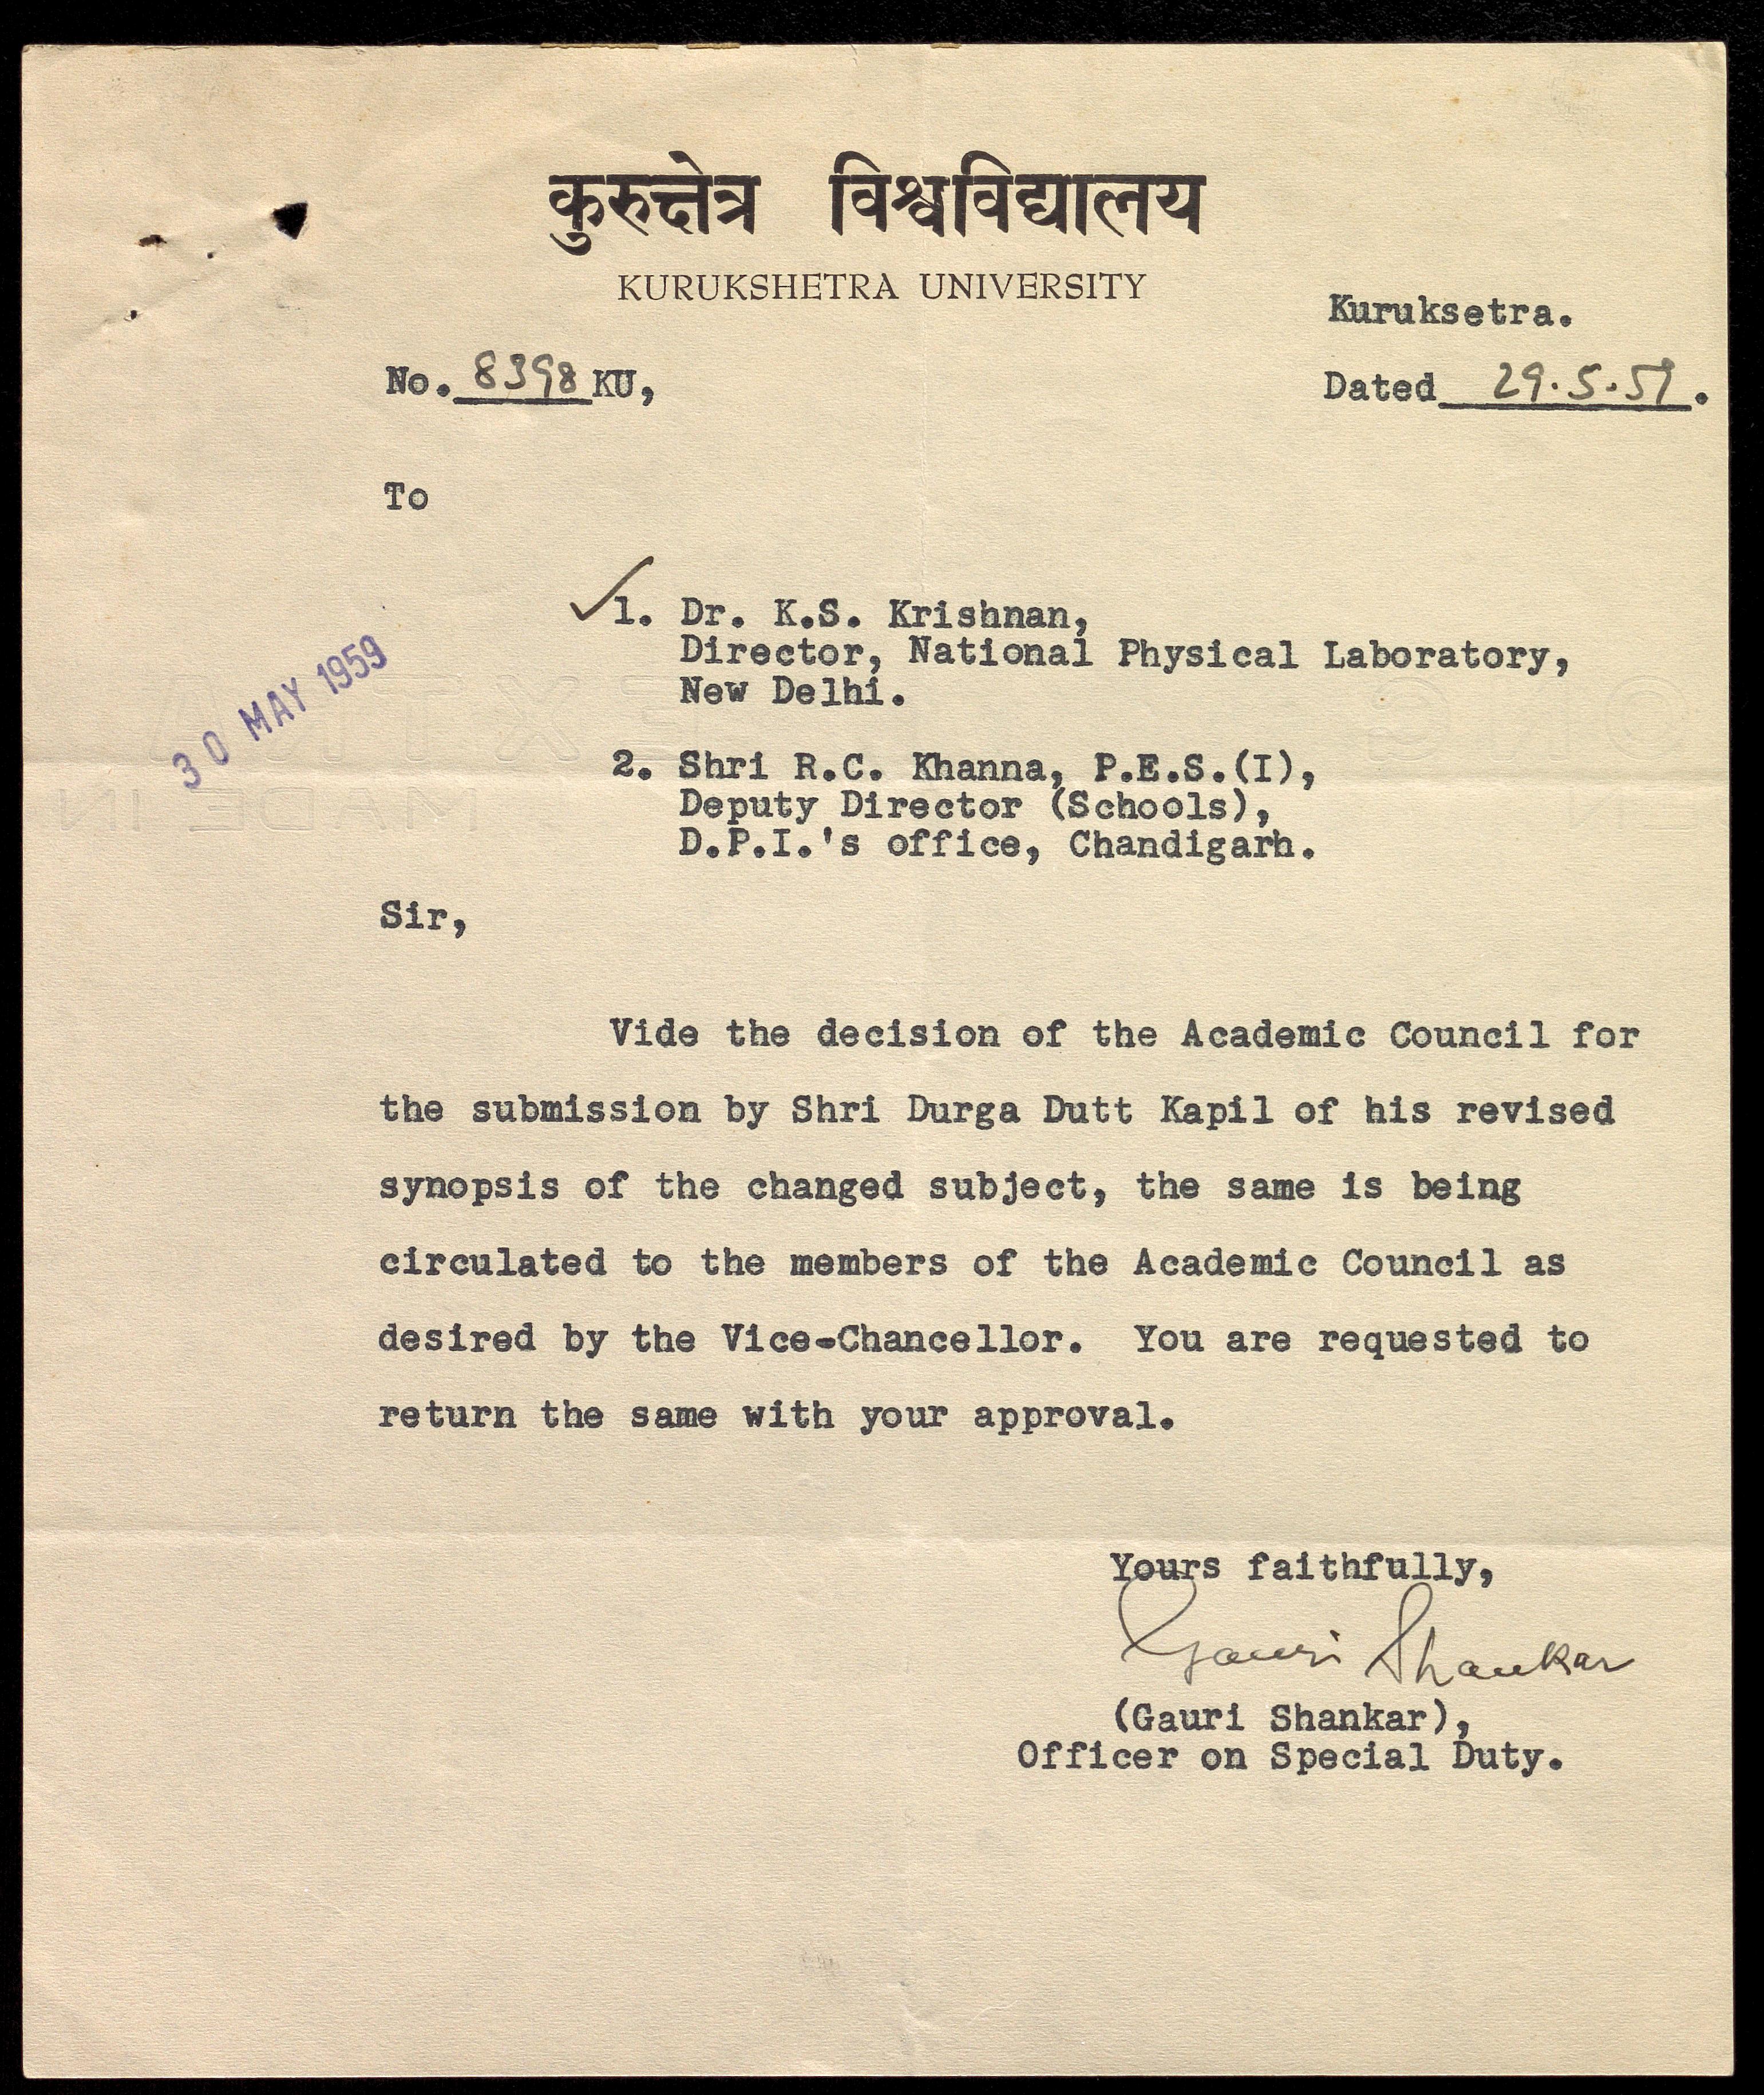 कुरुक्षेत्र विश्वविद्यालय
KURUKSHETRA UNIVERSITY
Kuruksetra.
No. 8398 KU,
Dated 29.5.59.
To
30 MAY 1959
1. Dr. K.S. Krishnan,
Director, National Physical Laboratory,
New Delhi.
2. Shri R.C. Khanna, P.E.S.(I),
Deputy Director (Schools),
D.P.I.'s office, Chandigarh.
Sir,
Vide the decision of the Academic Council for
the submission by Shri Durga Dutt Kapil of his revised
synopsis of the changed subject, the same is being
circulated to the members of the Academic Council as
desired by the Vice-Chancellor. You are requested to
return the same with your approval.
Yours faithfully,
Gauri Shankar
(Gauri Shankar),
Officer on Special Duty.